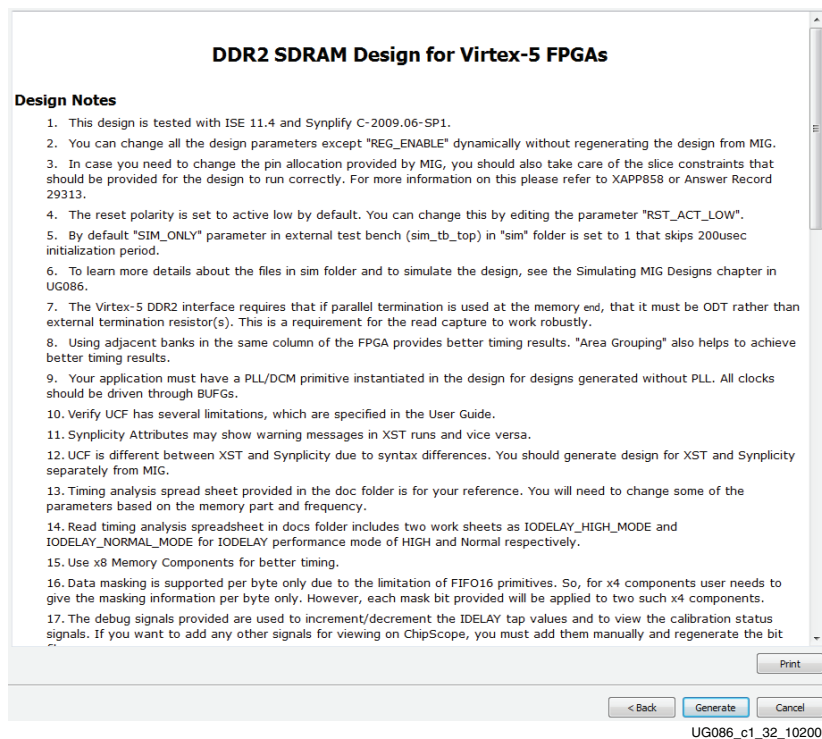 DDR2 SDRAM Design for Virtex-5 FPGAs
Design Notes
1. This design is tested with ISE 11.4 and Synplify C-2009.06-SP1.
2. You can change all the design parameters except "REG_ENABLE" dynamically without regenerating the design from MIG.
3. In case you need to change the pin allocation provided by MIG, you should also take care of the slice constraints that
should be provided for the design to run correctly. For more information on this please refer to XAPP858 or Answer Record
29313.
4. The reset polarity is set to active low by default. You can change this by editing the parameter "RST_ACT_LOW".
5. By default "SIM_ONLY" parameter in external test bench (sim_tb_top) in "sim" folder is set to 1 that skips 200usec
initialization period.
6. To learn more details about the files in sim folder and to simulate the design, see the Simulating MIG Designs chapter in
UG086.
7. The Virtex-5 DDR2 interface requires that if parallel termination is used at the memory end, that it must be ODT rather than
external termination resistor(s). This is a requirement for the read capture to work robustly.
8. Using adjacent banks in the same column of the FPGA provides better timing results. "Area Grouping" also helps to achieve
better timing results.
9. Your application must have a PLL/DCM primitive instantiated in the design for designs generated without PLL. All clocks
should be driven through BUFGs.
10. Verify UCF has several limitations, which are specified in the User Guide.
11. Synplicity Attributes may show warning messages in XST runs and vice versa.
12. UCF is different between XST and Synplicity due to syntax differences. You should generate design for XST and Synplicity
separately from MIG.
13. Timing analysis spread sheet provided in the doc folder is for your reference. You will need to change some of the
parameters based on the memory part and frequency.
14. Read timing analysis spreadsheet in docs folder includes two work sheets as IODELAY_HIGH_MODE and
IODELAY_NORMAL_MODE for IODELAY performance mode of HIGH and Normal respectively.
15. Use x8 Memory Components for better timing.
16. Data masking is supported per byte only due to the limitation of FIFO16 primitives. So, for x4 components user needs to
give the masking information per byte only. However, each mask bit provided will be applied to two such x4 components.
17. The debug signals provided are used to increment/decrement the IDELAY tap values and to view the calibration status
signals. If you want to add any other signals for viewing on ChipScope, you must add them manually and regenerate the bit
Print
< Back Generate Cancel
UG086_c1_32_10200